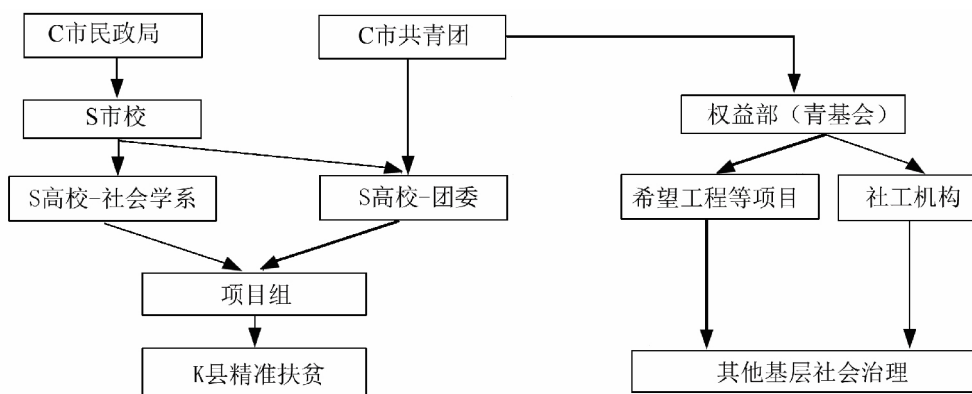 C市民政局
C市共青团
S市校
权益部（青基会）
S高校-社会学系
S高校-团委
希望工程等项目
社工机构
项目组
K县精准扶贫
其他基层社会治理